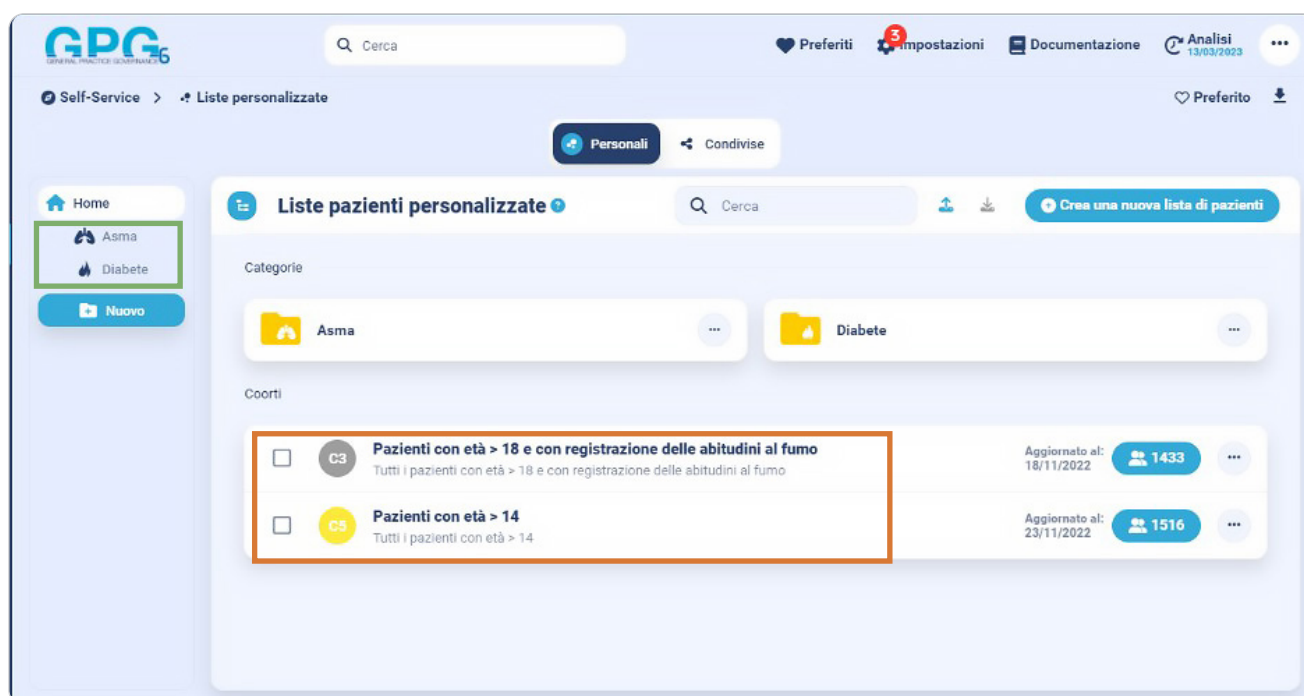 GPG6
GENERAL PRACTICE GOVERNANCE
Cerca
Preferiti
3
Impostazioni
Documentazione
Analisi
13/03/2023
Self-Service > Liste personalizzate
Preferito
Personali
Condivise
Home
Asma
Diabete
Nuovo
Liste pazienti personalizzate ?
Cerca
Crea una nuova lista di pazienti
Categorie
Asma
Diabete
Coorti
C3
Pazienti con età > 18 e con registrazione delle abitudini al fumo
Tutti i pazienti con età > 18 e con registrazione delle abitudini al fumo
Aggiornato al:
18/11/2022
1433
C5
Pazienti con età > 14
Tutti i pazienti con età > 14
Aggiornato al:
23/11/2022
1516